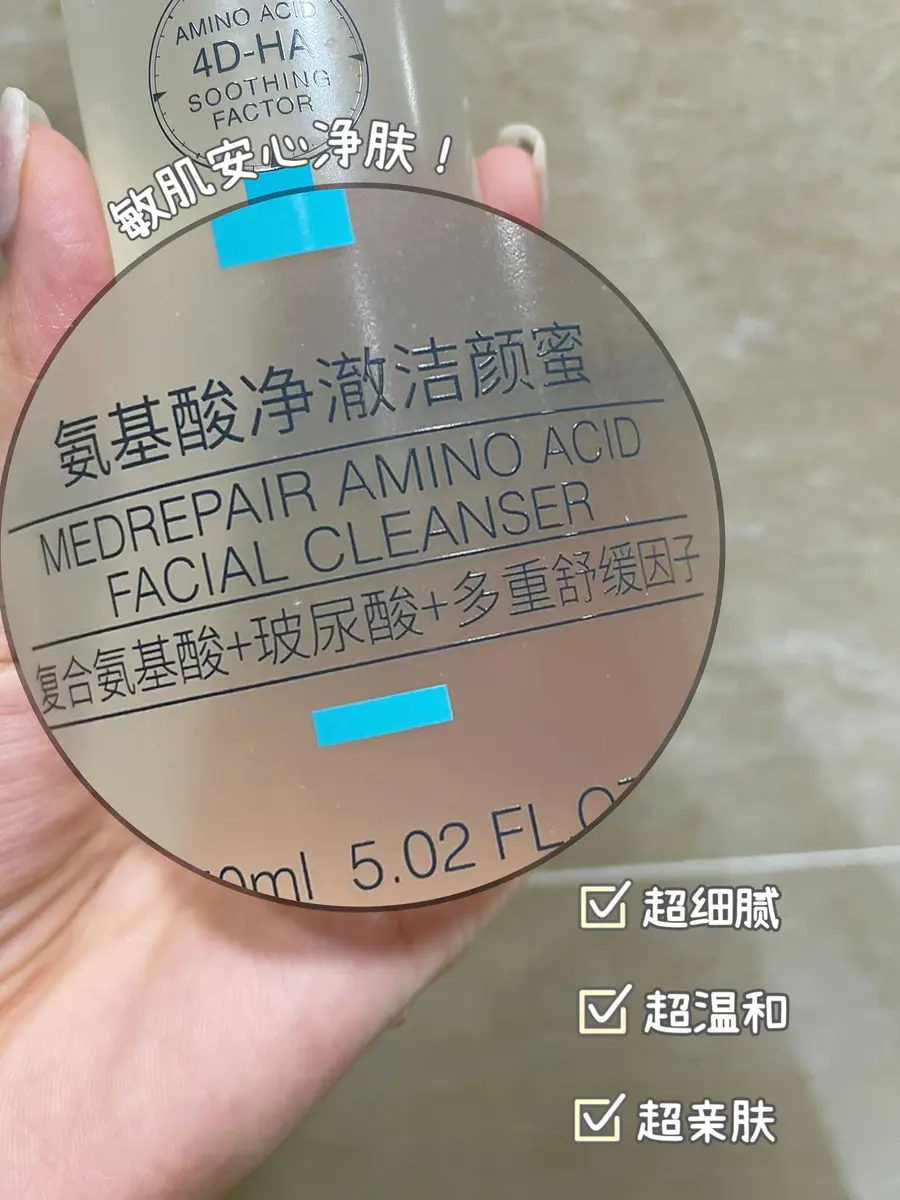 AMINO ACID
4D-HA
SOOTHING
FACTOR
敏肌安心净肤！
氨基酸净澈洁颜蜜
MEDREPAIR AMINO ACID
FACIAL CLEANSER
复合氨基酸+玻尿酸+多重舒缓因子
5.02 FL.OZ
超细腻
超温和
超亲肤